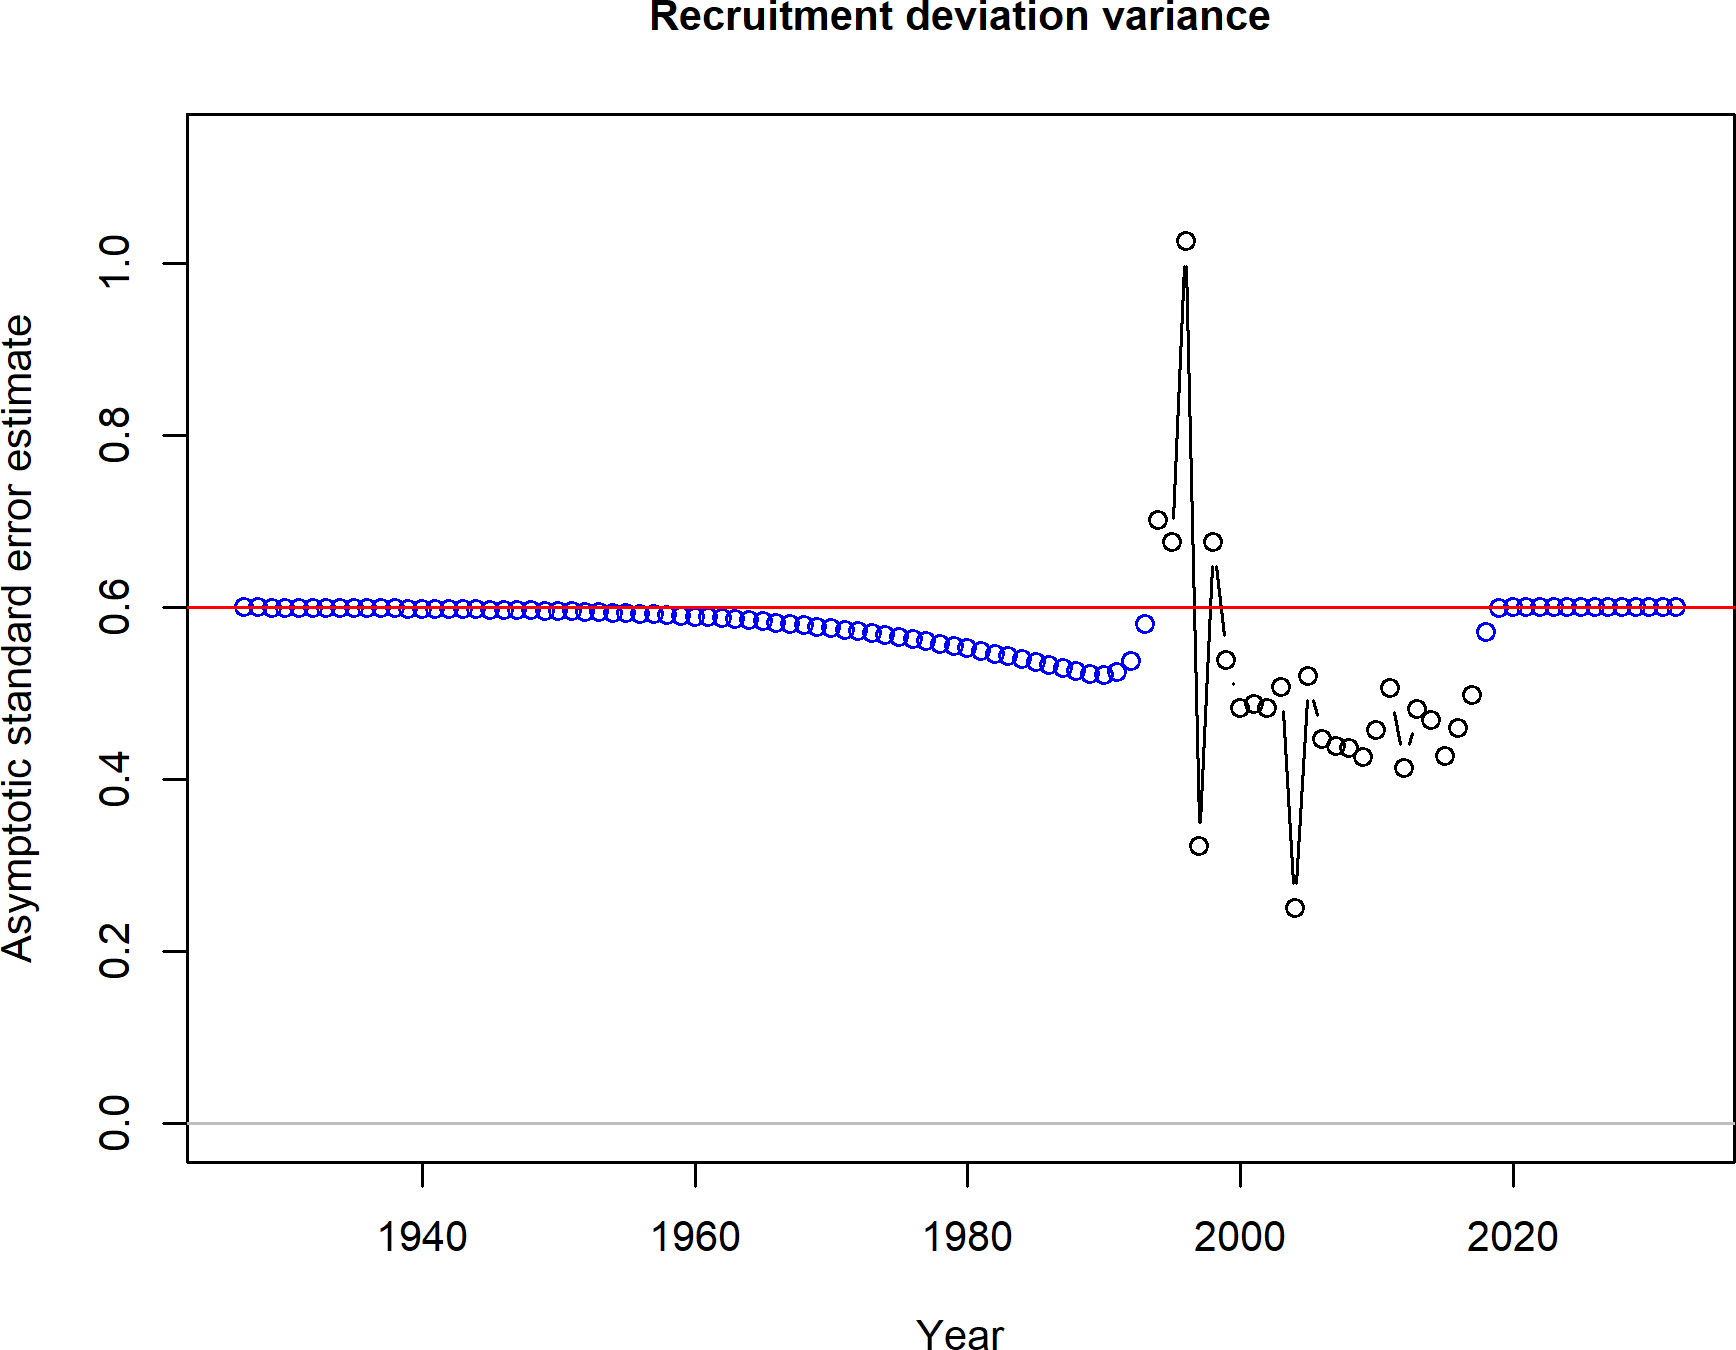 Recruitment deviation variance
Asymptotic standard error estimate
1.0
0.8
0.6
0.4
0.2
0.0
1940 1960 1980 2000 2020
Year